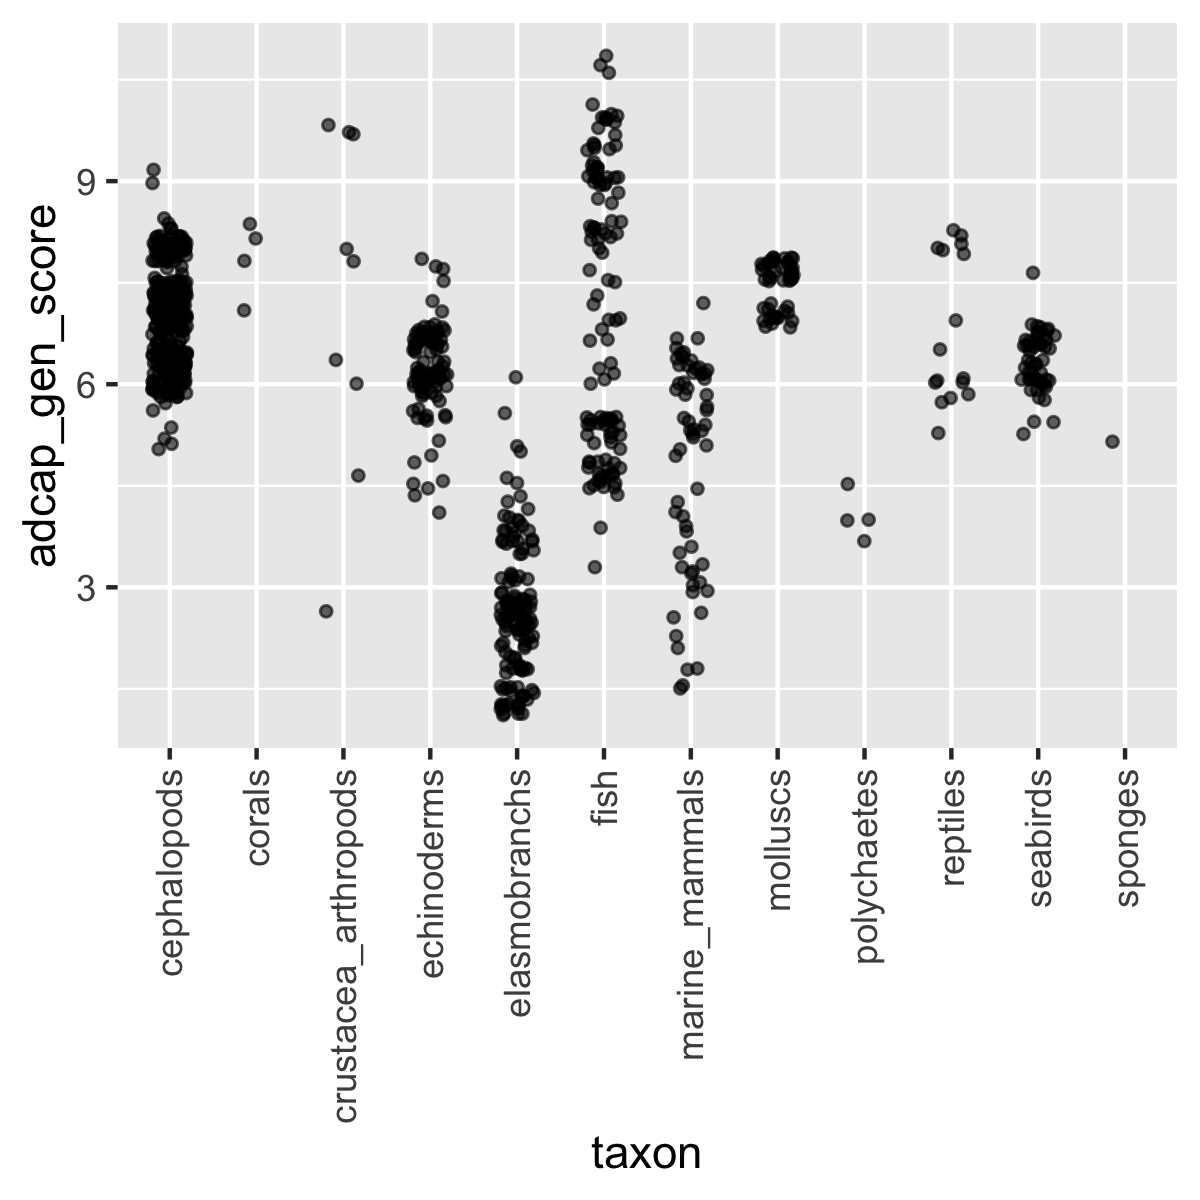 adcap_gen_score
9
6
3
cephalopods
corals
crustacea_arthropods
echinoderms
elasmobranchs
fish
marine_mammals
molluscs
polychaetes
reptiles
seabirds
sponges
taxon